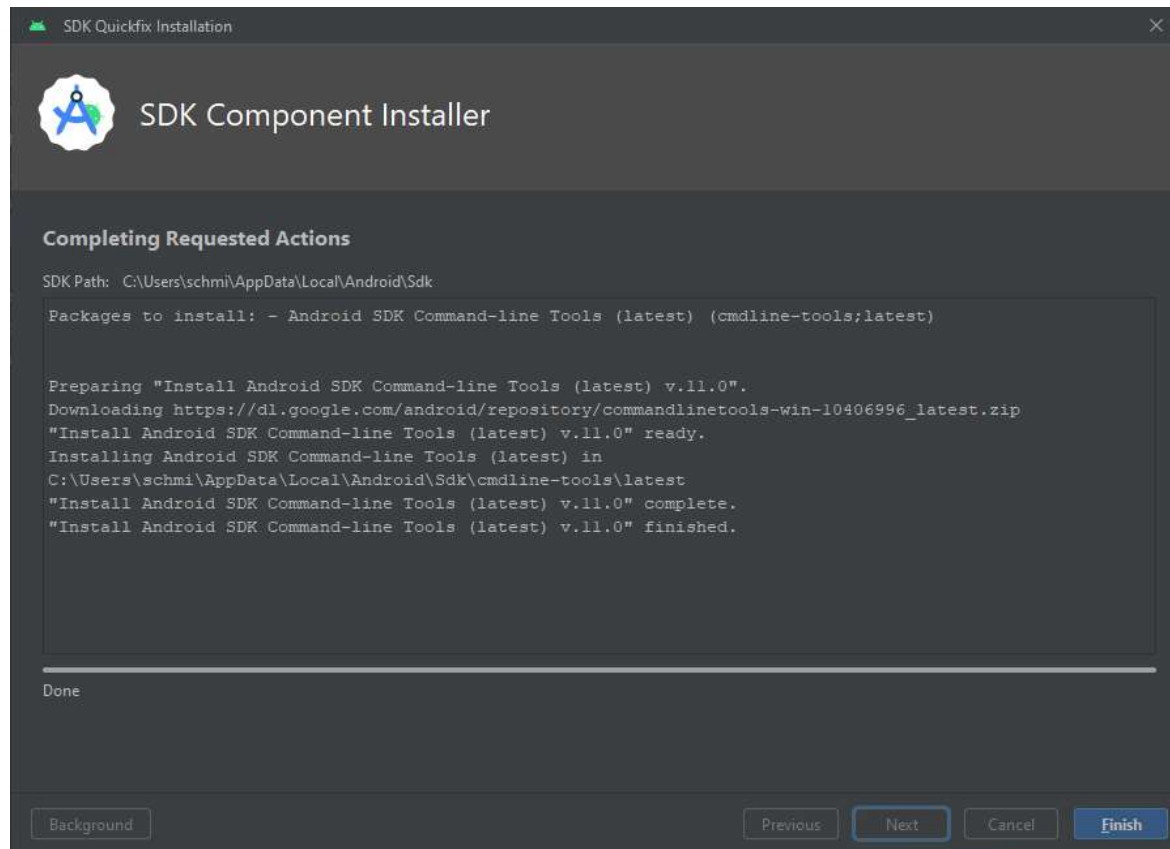 SDK Quickfix Installation
SDK Component Installer
Completing Requested Actions
SDK Path: C:\Users\schmi\AppData\Local\Android\Sdk
Packages to install: - Android SDK Command-line Tools (latest) (cmdline-tools;latest)
Preparing "Install Android SDK Command-line Tools (latest) v.11.0".
Downloading https://dl.google.com/android/repository/commandlinetools-win-10406996_latest.zip
"Install Android SDK Command-line Tools (latest) v.11.0" ready.
Installing Android SDK Command-line Tools (latest) in
C:\Users\schmi\AppData\Local\Android\Sdk\cmdline-tools\latest
"Install Android SDK Command-line Tools (latest) v.11.0" complete.
"Install Android SDK Command-line Tools (latest) v.11.0" finished.
Done
Background Previous Next Cancel Finish